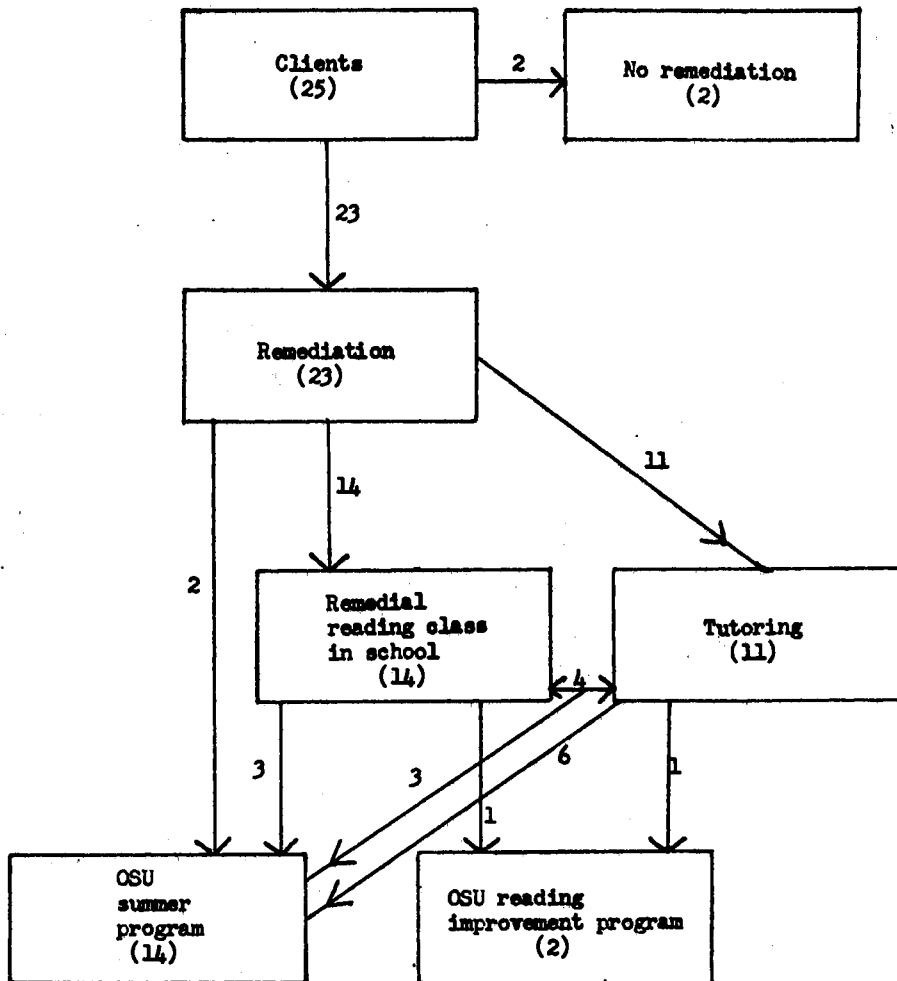 Clients
(25)
2
No remediation
(2)
23
Remediation
(23)
11
14
2
Remedial
reading class
in school
(14)
Tutoring
(11)
4
3
3
6
1
1
OSU
summer
program
(14)
OSU reading
improvement program
(2)